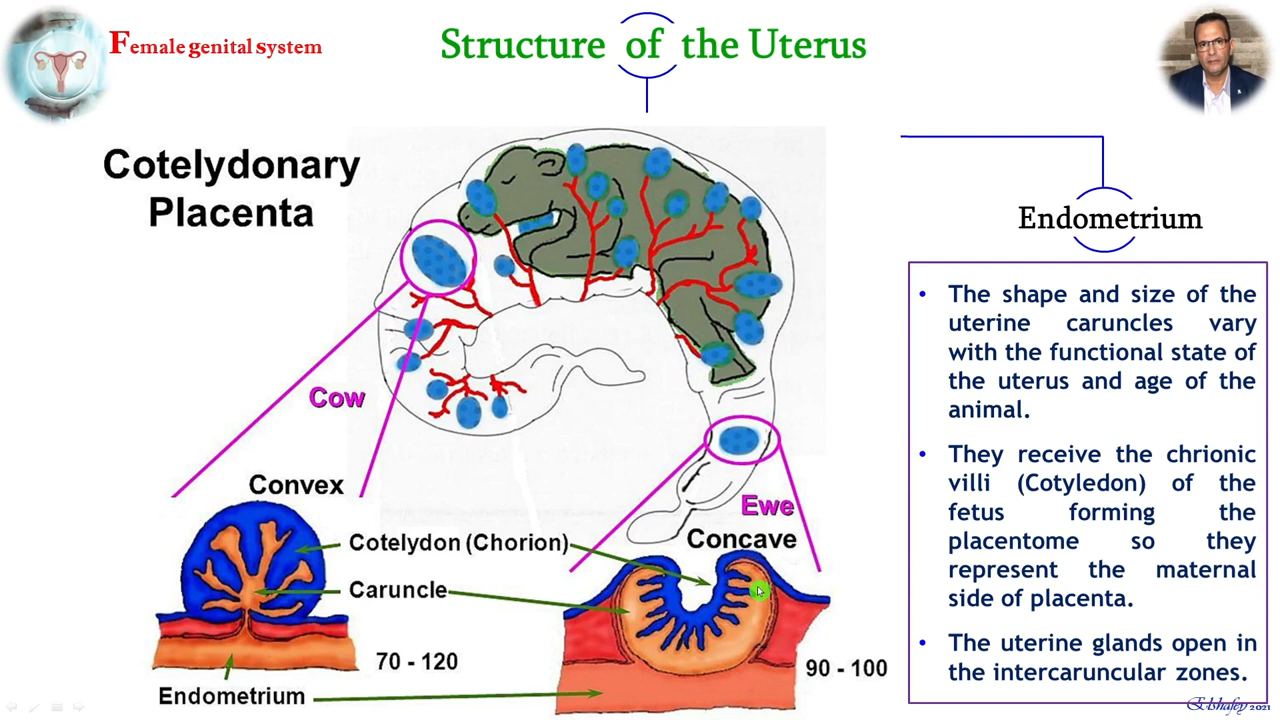 Female genital system
Structure of the Uterus
Cotelydonary
Placenta
Endometrium
• The shape and size of the
uterine caruncles vary
with the functional state of
the uterus and age of the
animal.
• They receive the chrionic
villi (Cotyledon) of the
fetus forming the
placentome so they
represent the maternal
side of placenta.
• The uterine glands open in
the intercaruncular zones.
Cow
Convex
Ewe
Concave
Cotelydon (Chorion)
Caruncle
70 - 120
90 - 100
Endometrium
Elshafey 2021